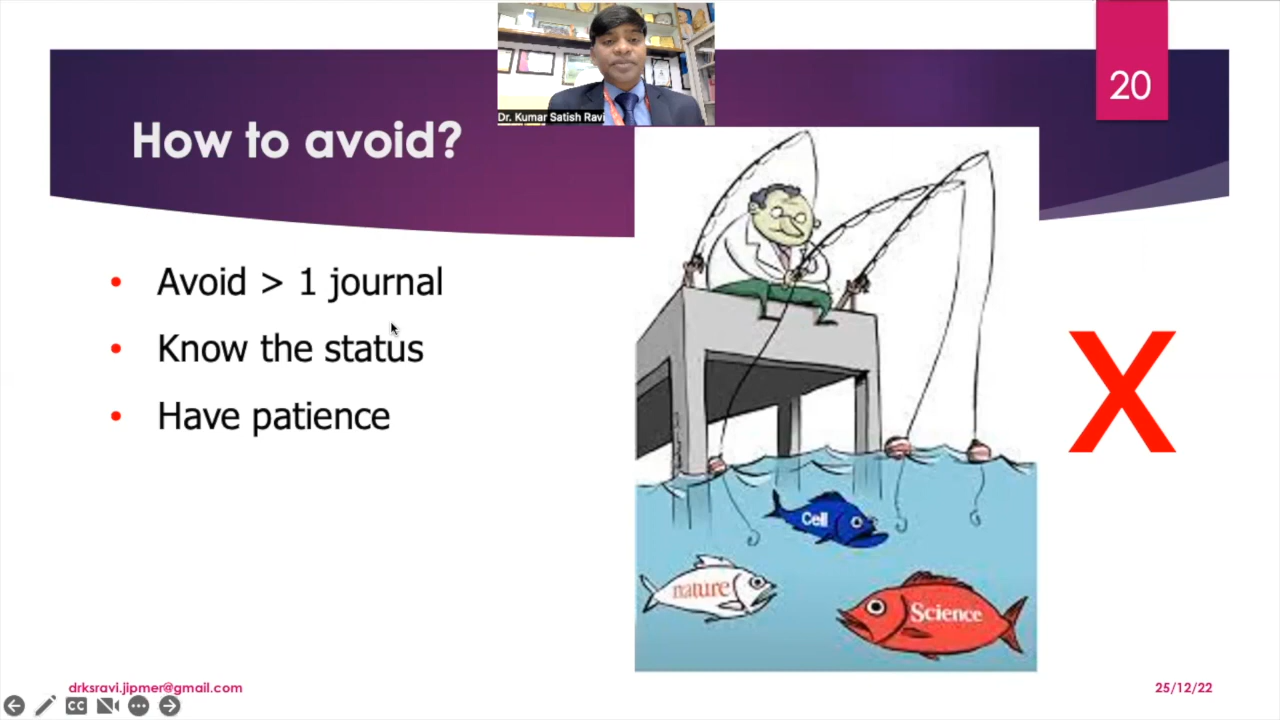 Dr. Kumar Satish Ravi
20
How to avoid?
• Avoid > 1 journal
• Know the status
• Have patience
Cell
nature
Science
X
drksravi.jipmer@gmail.com
25/12/22
CC